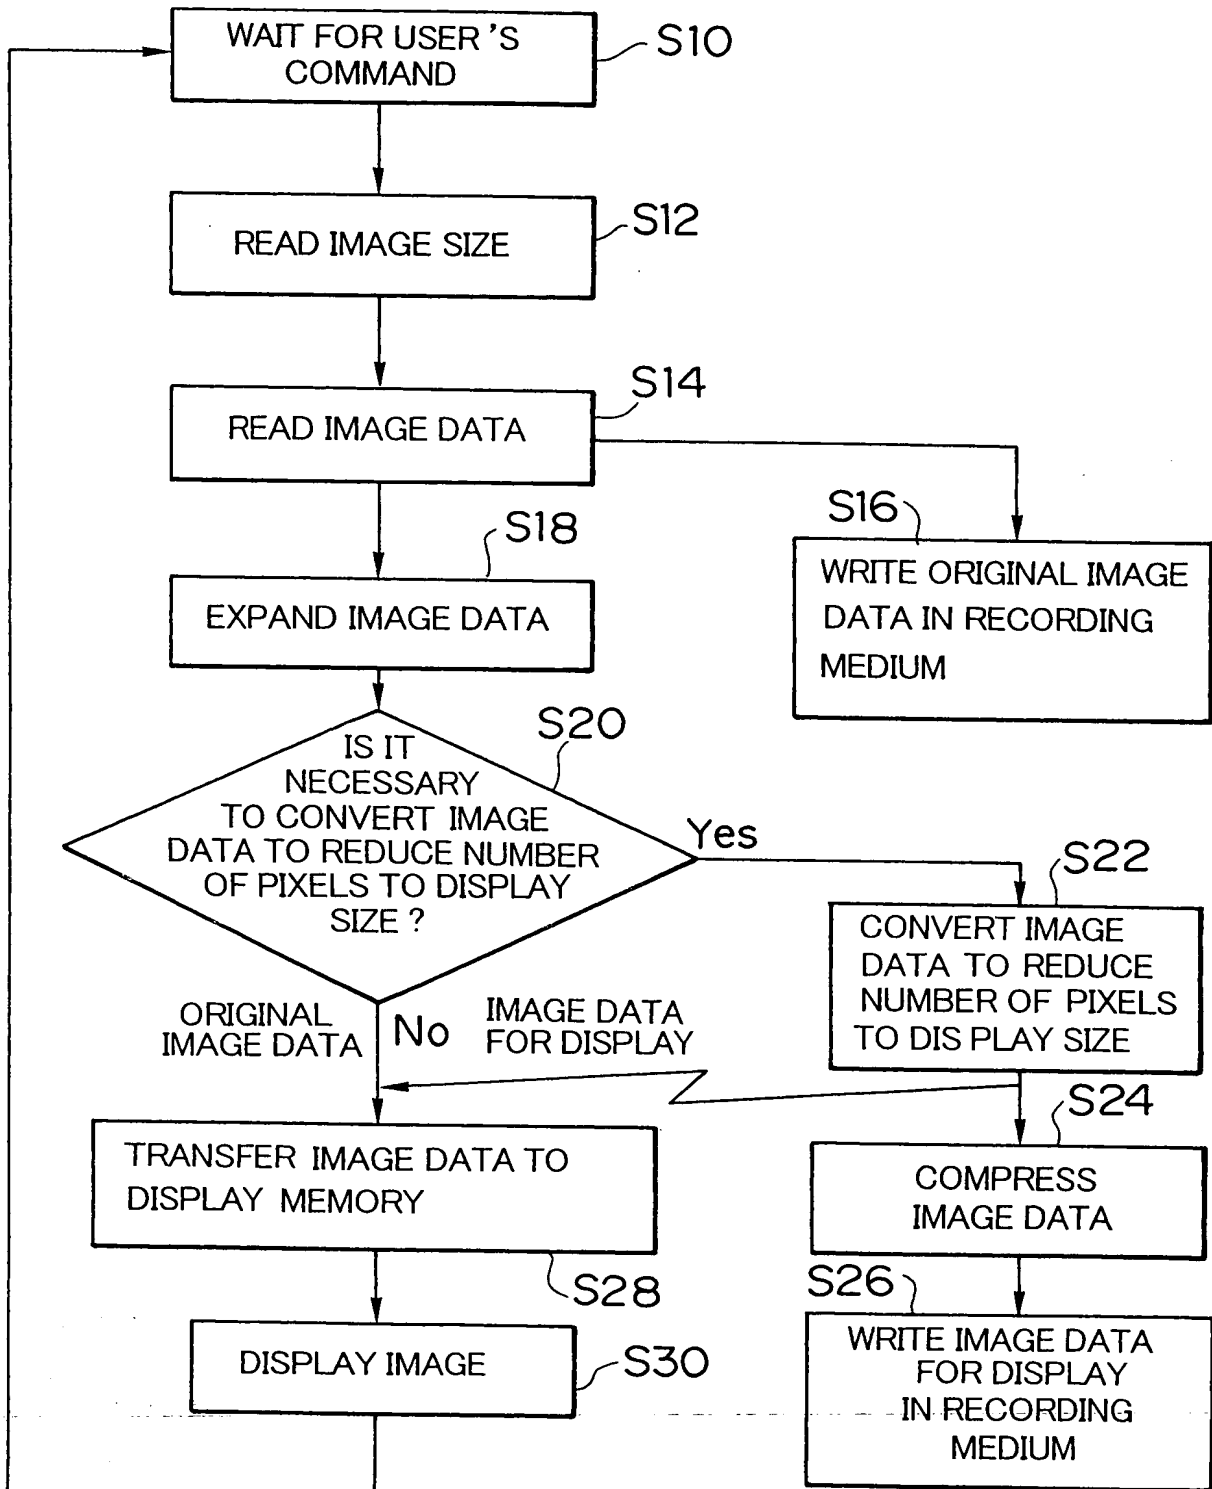 WAIT FOR USER'S
COMMAND
S10
READ IMAGE SIZE
S12
READ IMAGE DATA
S14
S16
WRITE ORIGINAL IMAGE
DATA IN RECORDING
MEDIUM
S18
EXPAND IMAGE DATA
S20
IS IT
NECESSARY
TO CONVERT IMAGE
DATA TO REDUCE NUMBER
OF PIXELS TO DISPLAY
SIZE ?
Yes
S22
CONVERT IMAGE
DATA TO REDUCE
NUMBER OF PIXELS
TO DIS PLAY SIZE
ORIGINAL
IMAGE DATA
No
IMAGE DATA
FOR DISPLAY
S24
COMPRESS
IMAGE DATA
TRANSFER IMAGE DATA TO
DISPLAY MEMORY
S28
S26
WRITE IMAGE DATA
FOR DISPLAY
IN RECORDING
MEDIUM
DISPLAY IMAGE
S30